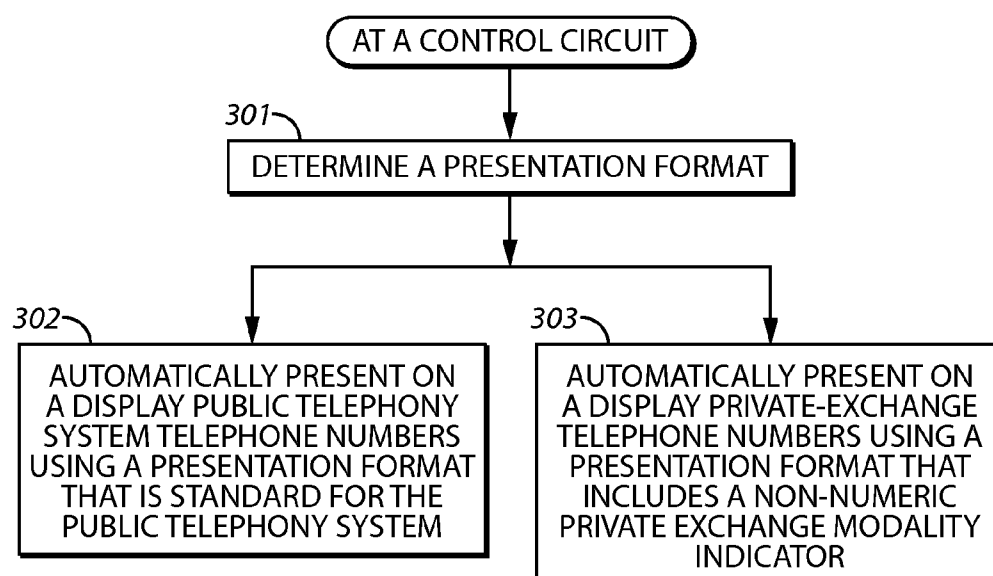 AT A CONTROL CIRCUIT
301
DETERMINE A PRESENTATION FORMAT
302
AUTOMATICALLY PRESENT ON
A DISPLAY PUBLIC TELEPHONY
SYSTEM TELEPHONE NUMBERS
USING A PRESENTATION FORMAT
THAT IS STANDARD FOR THE
PUBLIC TELEPHONY SYSTEM
303
AUTOMATICALLY PRESENT ON
A DISPLAY PRIVATE-EXCHANGE
TELEPHONE NUMBERS USING A
PRESENTATION FORMAT THAT
INCLUDES A NON-NUMERIC
PRIVATE EXCHANGE MODALITY
INDICATOR